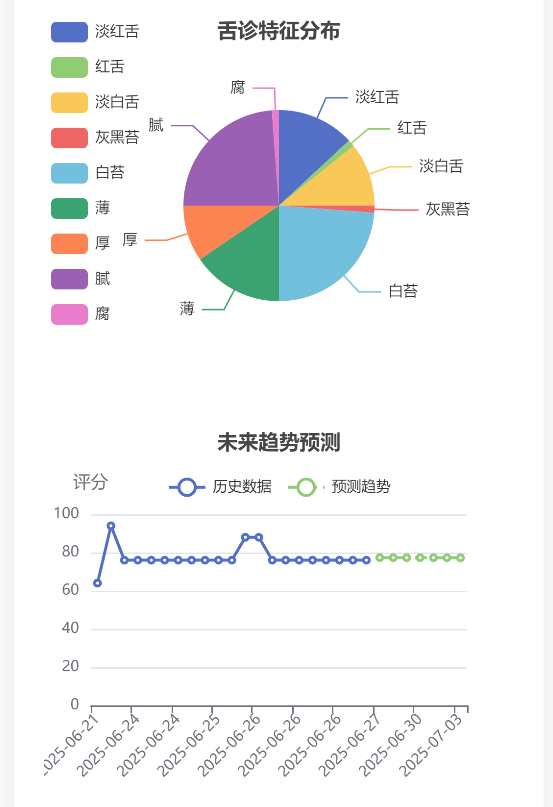 舌诊特征分布
淡红舌
红舌
淡白舌
灰黑苔
白苔
薄
厚
腻
腐
腐
淡红舌
腻
红舌
淡白舌
灰黑苔
厚
白苔
薄
未来趋势预测
评分
历史数据
预测趋势
100
80
60
40
20
0
2025-06-24
2025-06-24
2025-06-25
2025-06-26
2025-06-26
2025-06-26
2025-06-27
2025-06-30
2025-07-03